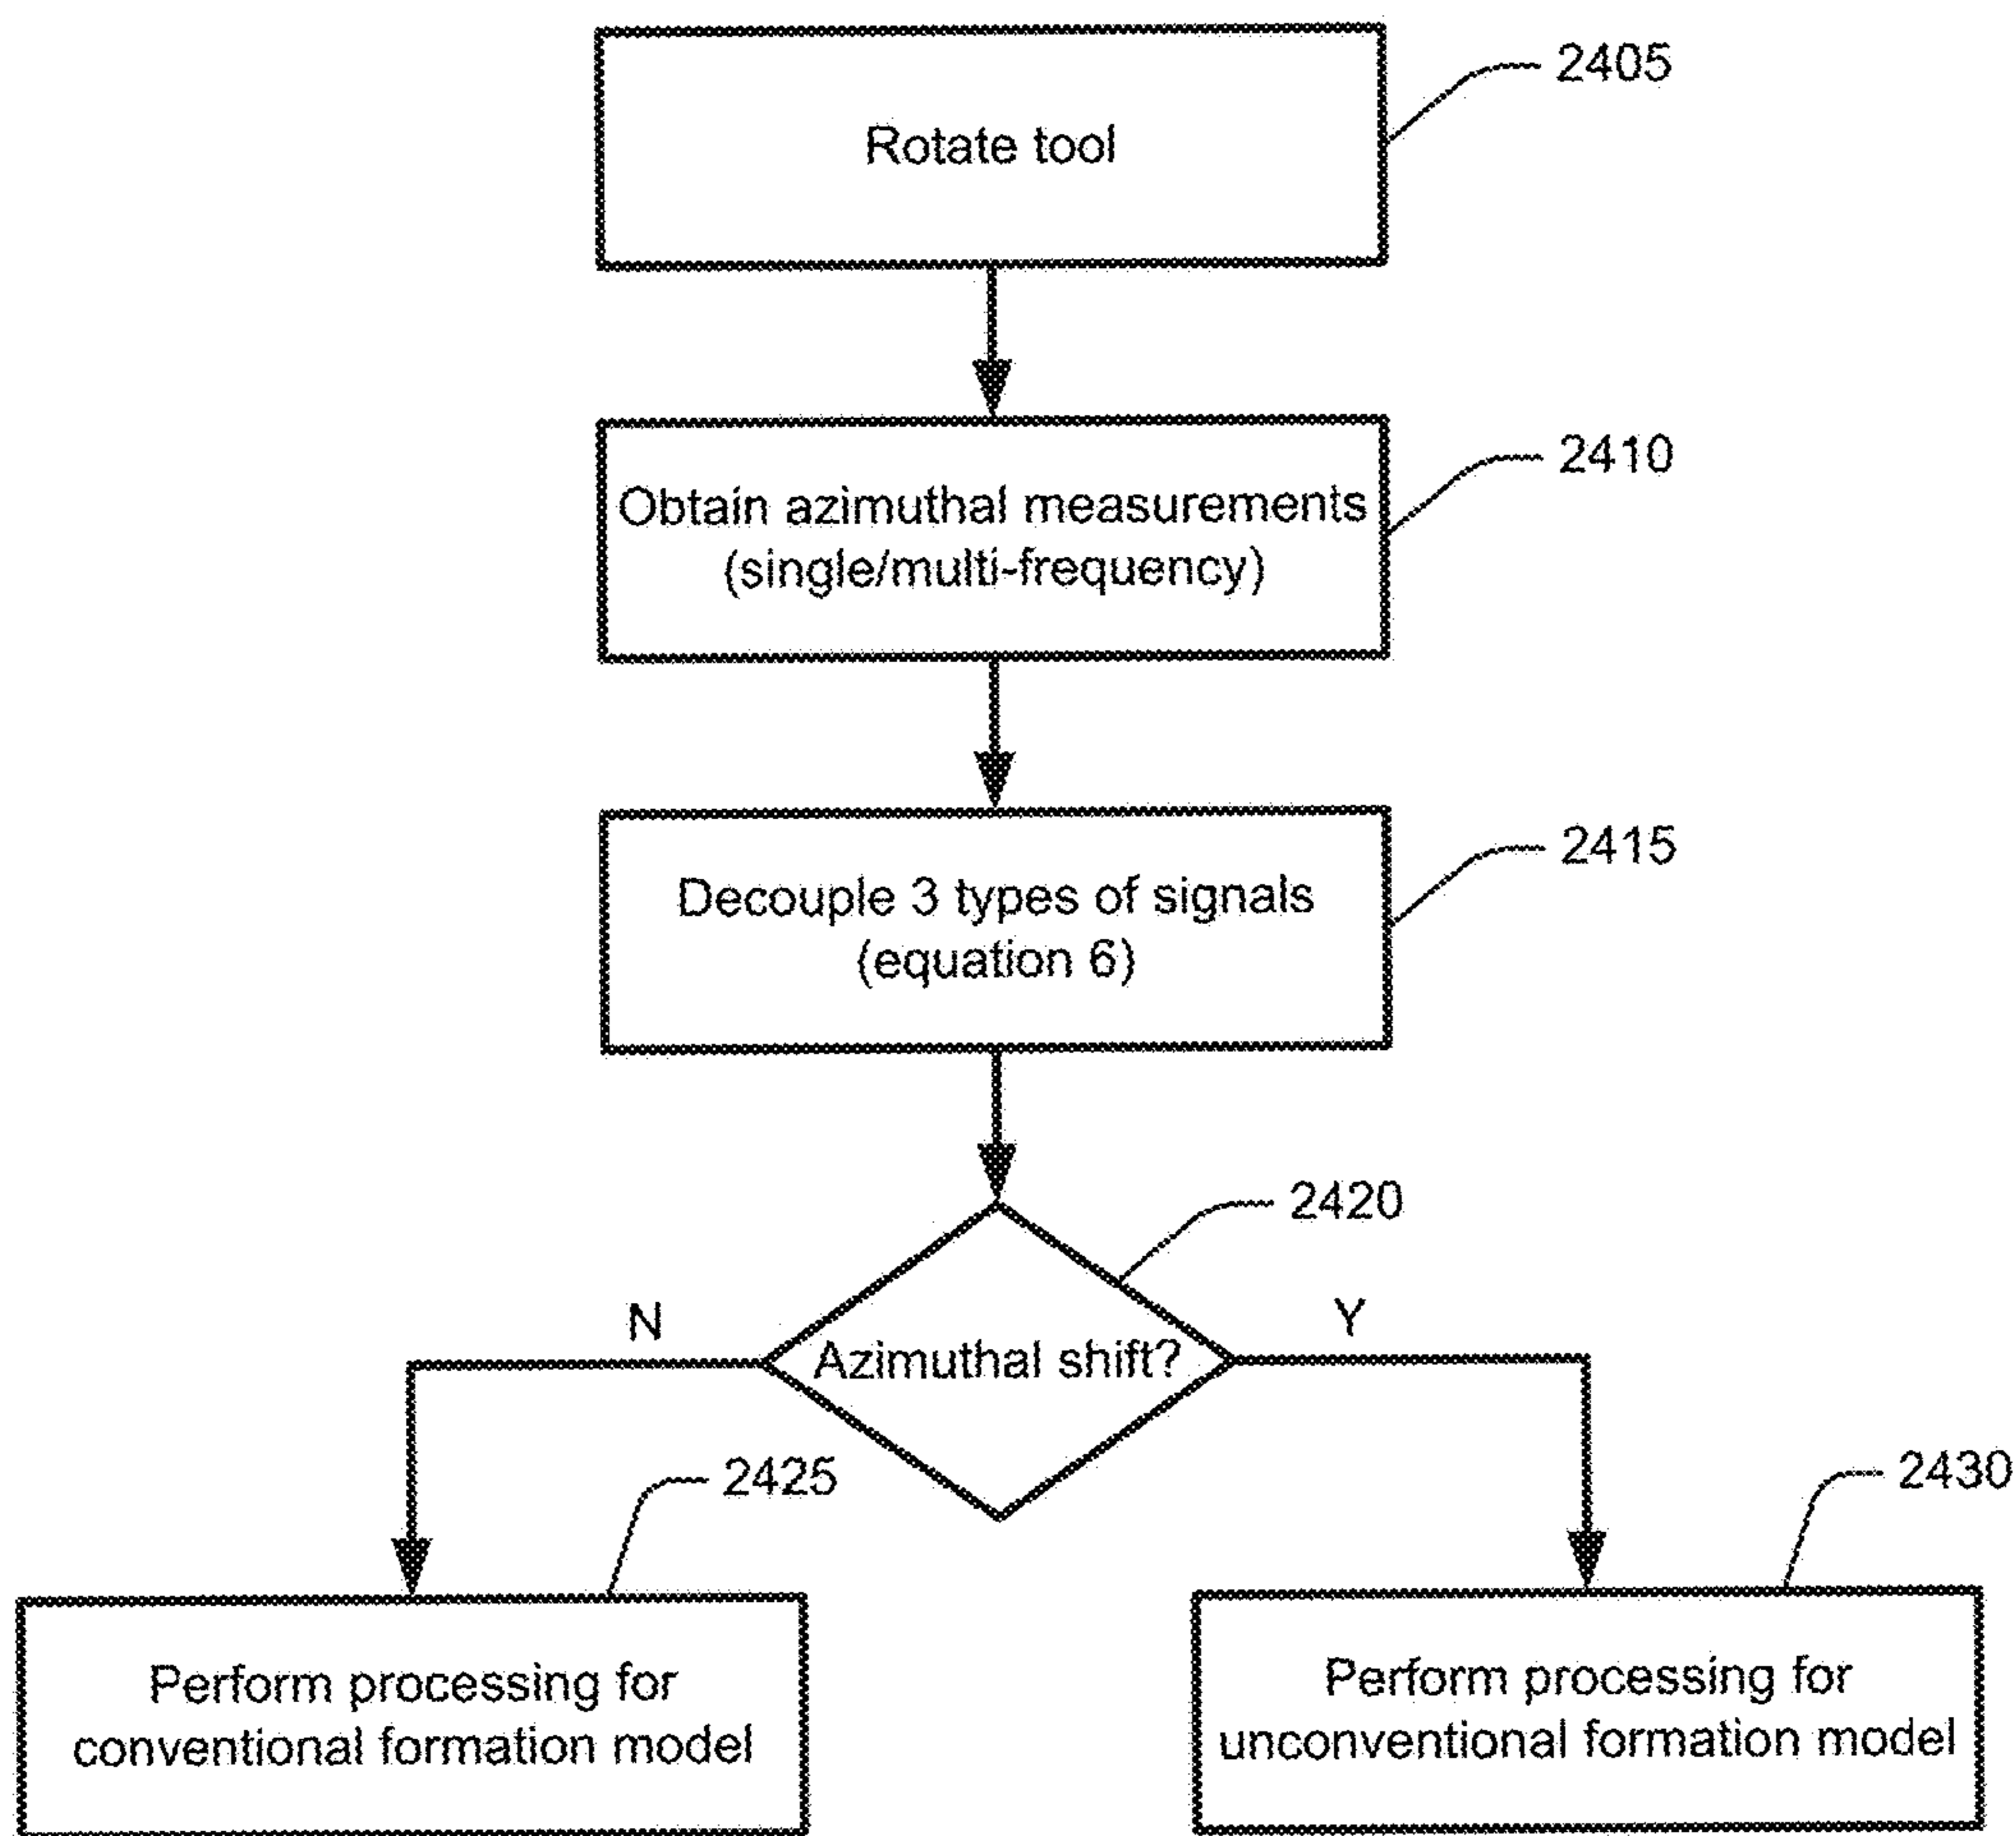 Rotate tool
2405
Obtain azimuthal measurements
(single/multi-frequency)
2410
Decouple 3 types of signals
(equation 6)
2415
2420
Azimuthal shift?
N
Y
2425
Perform processing for
conventional formation model
2430
Perform processing for
unconventional formation model